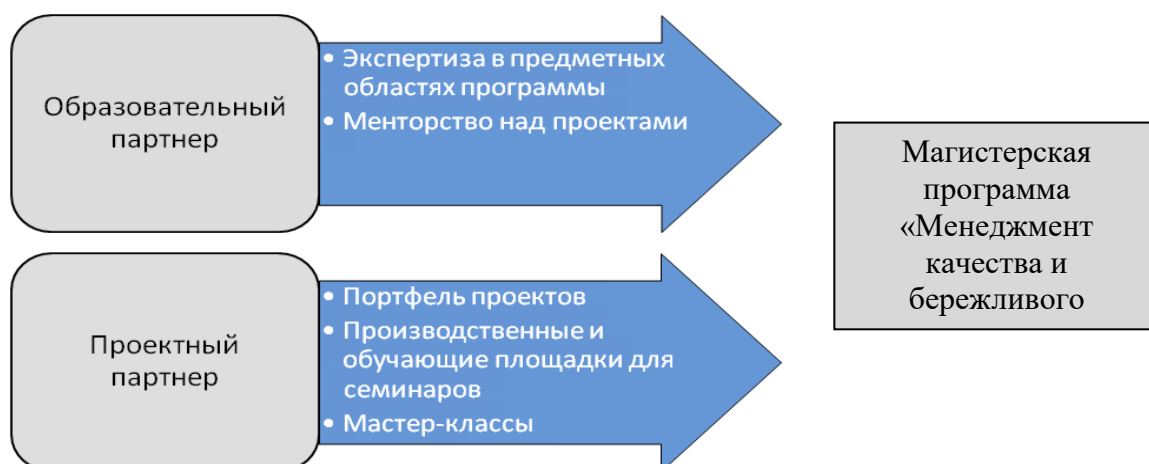 Образовательный
партнер
• Экспертиза в предметных
областях программы
• Менторство над проектами
Проектный
партнер
• Портфель проектов
• Производственные и
обучающие площадки для
семинаров
• Мастер-классы
Магистерская
программа
«Менеджмент
качества и
бережливого